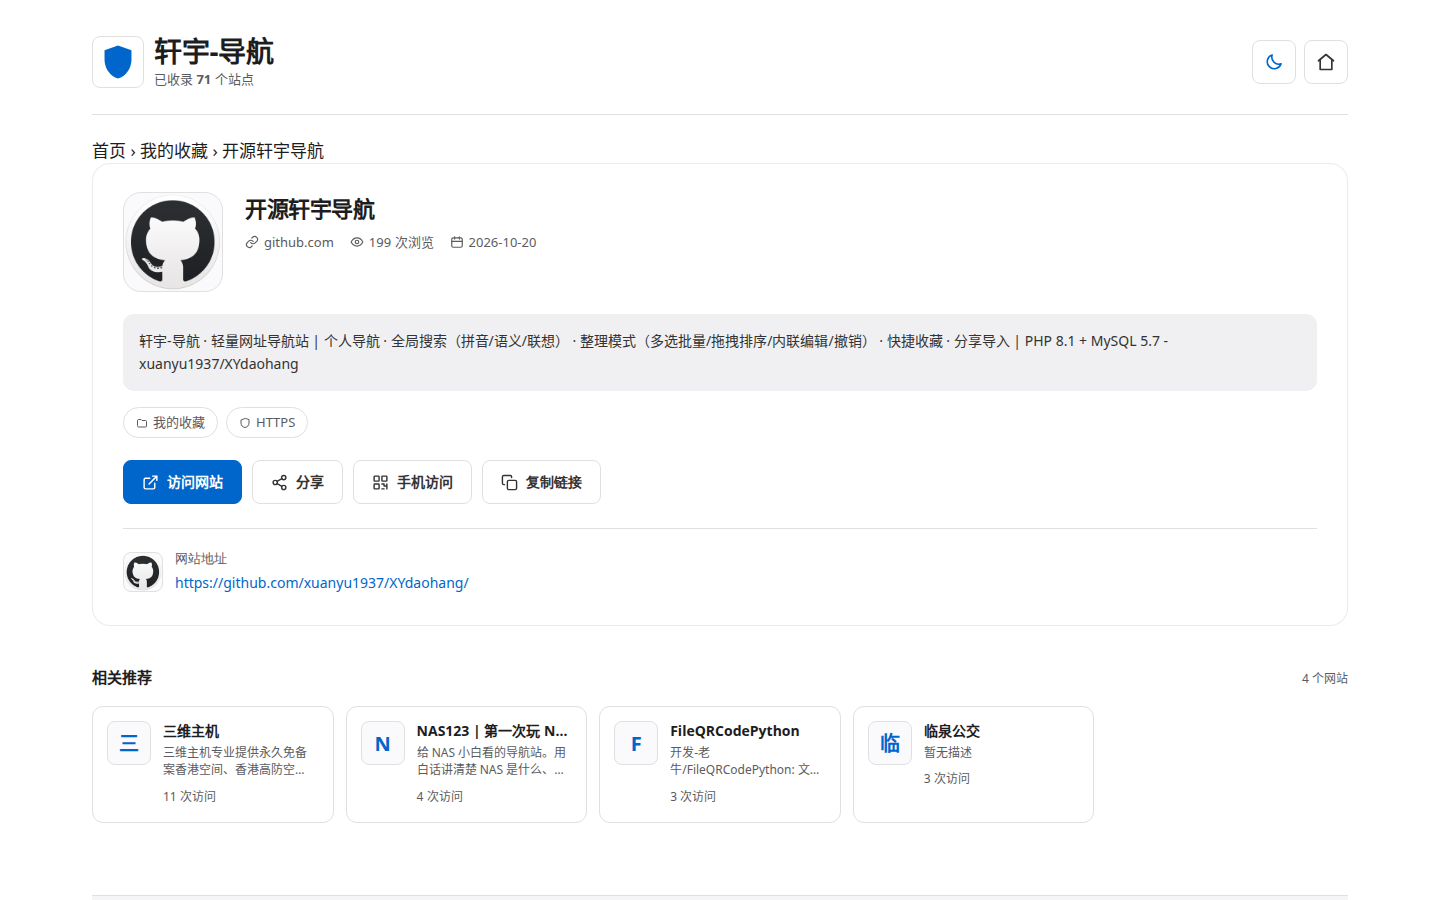 轩宇-导航
已收录 71 个站点
首页 › 我的收藏 › 开源轩宇导航
开源轩宇导航
github.com 199 次浏览 2026-10-20
轩宇-导航 · 轻量网址导航站 | 个人导航 · 全局搜索（拼音/语义/联想） · 整理模式（多选批量/拖拽排序/内联编辑/撤销） · 快捷收藏 · 分享导入 | PHP 8.1 + MySQL 5.7 -
xuanyu1937/XYdaohang
我的收藏 HTTPS
访问网站 分享 手机访问 复制链接
网站地址
https://github.com/xuanyu1937/XYdaohang/
相关推荐 4 个网站
三
三维主机
三维主机专业提供永久免备
案香港空间、香港高防空...
11 次访问
N
NAS123 | 第一次玩 N...
给 NAS 小白看的导航站。用
白话讲清楚 NAS 是什么、...
4 次访问
F
FileQRCodePython
开发-老
牛/FileQRCodePython: 文...
3 次访问
临
临泉公交
暂无描述
3 次访问